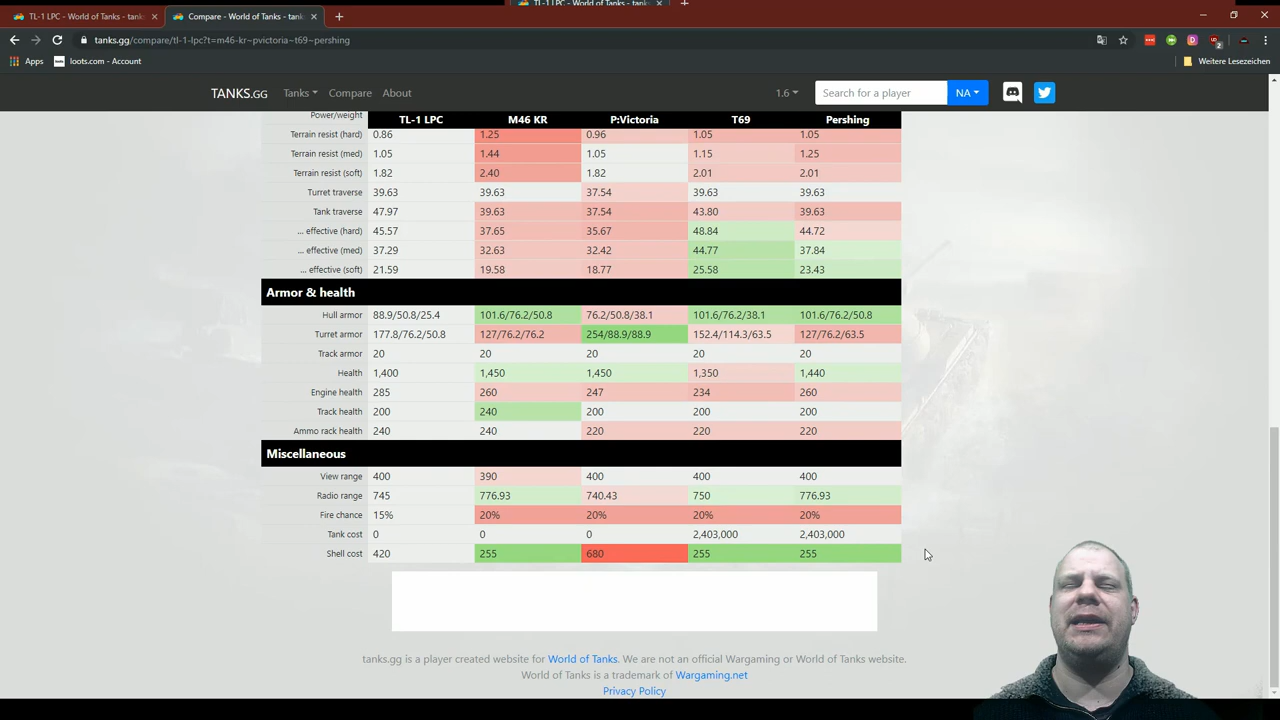 TL-1 LPC - World of Tanks - tank
TL-1 LPC - World of Tanks - tanks
Compare - World of Tanks - tank
tanks.gg/compare/tl-1-lpc?t=m46-kr~pvictoria~t69~pershing
Apps loots.com - Account Weitere Lesezeichen
TANKS.GG Tanks Compare About 1.6 Search for a player NA
Power/weight
TL-1 LPC M46 KR P:Victoria T69 Pershing
Terrain resist (hard) 0.86 1.25 0.96 1.05 1.05
Terrain resist (med) 1.05 1.44 1.05 1.15 1.25
Terrain resist (soft) 1.82 2.40 1.82 2.01 2.01
Turret traverse 39.63 39.63 37.54 39.63 39.63
Tank traverse 47.97 39.63 37.54 43.80 39.63
... effective (hard) 45.57 37.65 35.67 48.84 44.72
... effective (med) 37.29 32.63 32.42 44.77 37.84
... effective (soft) 21.59 19.58 18.77 25.58 23.43
Armor & health
Hull armor 88.9/50.8/25.4 101.6/76.2/50.8 76.2/50.8/38.1 101.6/76.2/38.1 101.6/76.2/50.8
Turret armor 177.8/76.2/50.8 127/76.2/76.2 254/88.9/88.9 152.4/114.3/63.5 127/76.2/63.5
Track armor 20 20 20 20 20
Health 1,400 1,450 1,450 1,350 1,440
Engine health 285 260 247 234 260
Track health 200 240 200 200 200
Ammo rack health 240 240 220 220 220
Miscellaneous
View range 400 390 400 400 400
Radio range 745 776.93 740.43 750 776.93
Fire chance 15% 20% 20% 20% 20%
Tank cost 0 0 0 2,403,000 2,403,000
Shell cost 420 255 680 255 255
tanks.gg is a player created website for World of Tanks. We are not an official Wargaming or World of Tanks website.
World of Tanks is a trademark of Wargaming.net
Privacy Policy